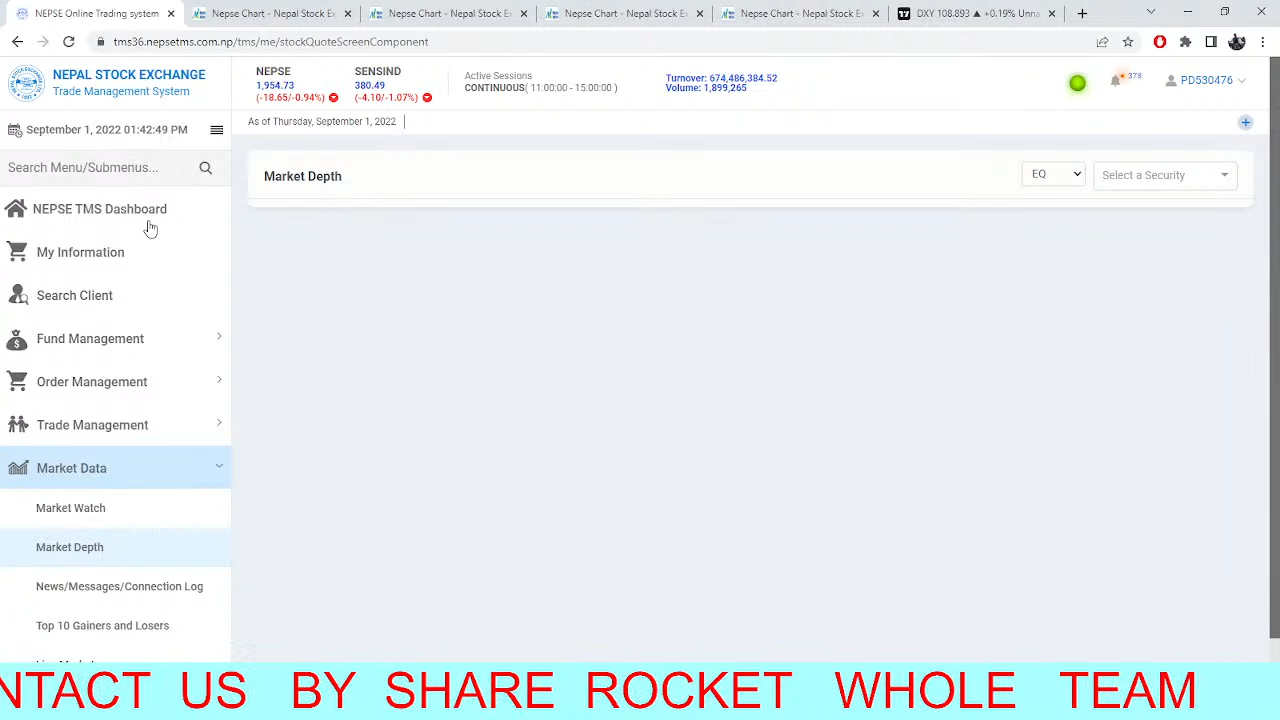 NEPSE Online Trading system
Nepse Chart - Nepal Stock Ex
Nepse Chart - Nepal Stock Ex
Nepse Chart - Nepal Stock Ex
Nepse Chart - Nepal Stock Ex
DXY 108.893 ▲ +0.19% Unna
tms36.nepsetms.com.np/tms/me/stockQuoteScreenComponent
NEPAL STOCK EXCHANGE
Trade Management System
NEPSE
1,954.73
(-18.65/-0.94%)
SENSIND
380.49
(-4.10/-1.07%)
Active Sessions
CONTINUOUS( 11:00:00 - 15:00:00 )
Turnover: 674,486,384.52
Volume: 1,899,265
378
PD530476
September 1, 2022 01:42:49 PM
As of Thursday, September 1, 2022
Search Menu/Submenus...
Market Depth
EQ
Select a Security
NEPSE TMS Dashboard
My Information
Search Client
Fund Management
Order Management
Trade Management
Market Data
Market Watch
Market Depth
News/Messages/Connection Log
Top 10 Gainers and Losers
NTACT US BY SHARE ROCKET WHOLE TEAM